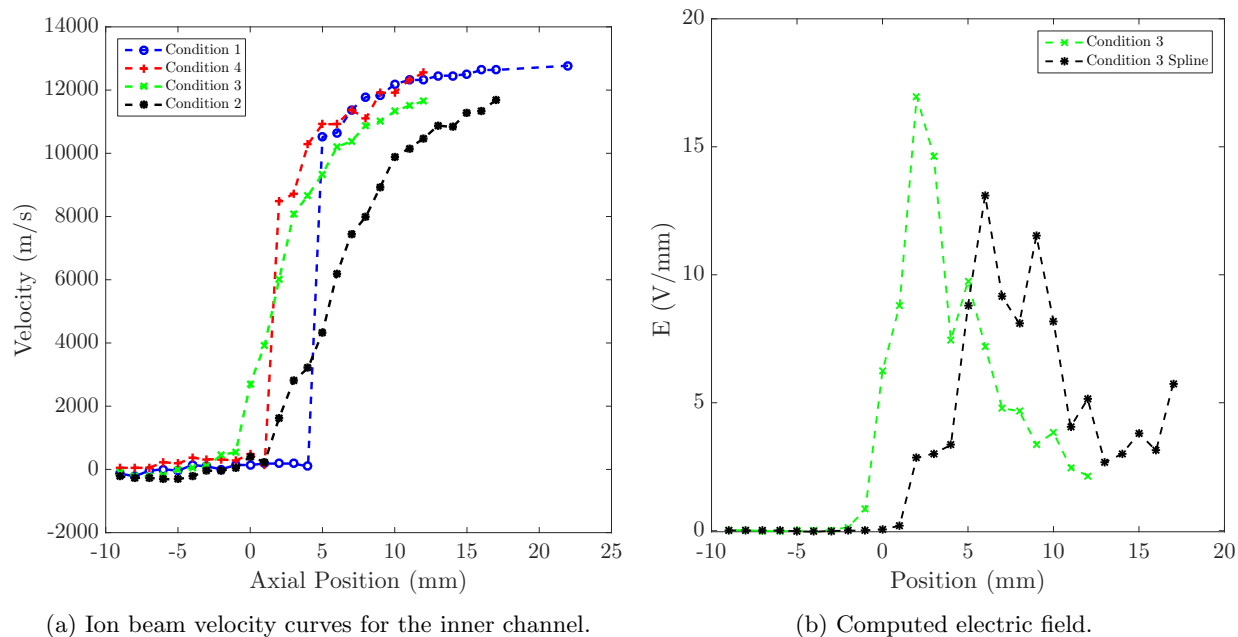 14000
12000
10000
8000
6000
4000
2000
0
-2000
Velocity (m/s)
Condition 1
Condition 4
Condition 3
Condition 2
-10 -5 0 5 10 15 20 25
Axial Position (mm)
(a) Ion beam velocity curves for the inner channel.
20
15
10
5
0
E (V/mm)
Condition 3
Condition 3 Spline
-10 -5 0 5 10 15 20
Position (mm)
(b) Computed electric field.